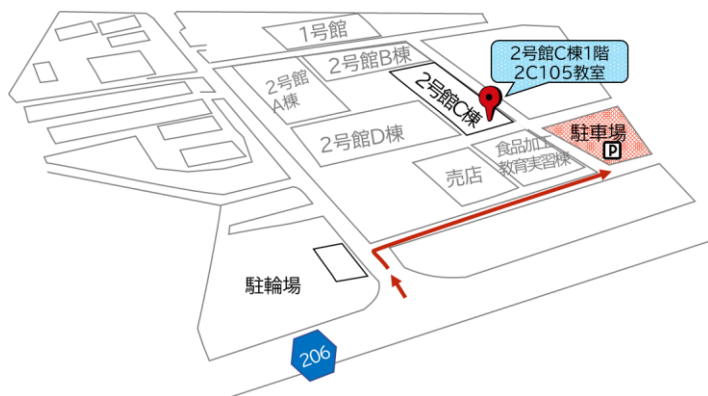 1号館
2号館C棟1階
2C105教室
2号館B棟
2号館
A棟
2号館C棟
2号館D棟
駐車場
P
食品加工
教育実習棟
売店
駐輪場
206